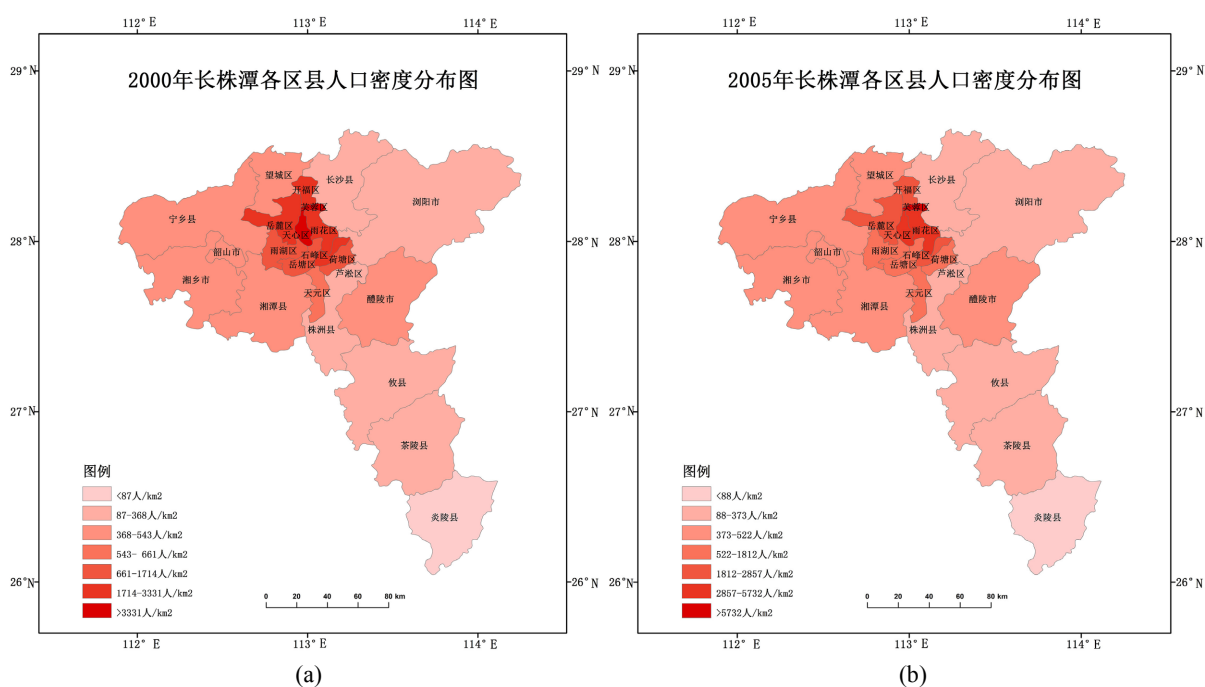 112° E
113° E
114° E
29° N
28° N
27° N
26° N
2000年长株潭各区县人口密度分布图
望城区
长沙县
开福区
浏阳市
芙蓉区
宁乡县
岳麓区
雨花区
天心区
韶山市
雨湖区
石峰区
荷塘区
岳塘区
芦淞区
湘乡市
天元区
湘潭县
醴陵市
株洲县
攸县
茶陵县
炎陵县
图例
<87人/km2
87-368人/km2
368-543人/km2
543- 661人/km2
661-1714人/km2
1714-3331人/km2
>3331人/km2
0 20 40 60 80 km
112° E
113° E
114° E
(a)
112° E
113° E
114° E
29° N
28° N
27° N
26° N
29° N
28° N
27° N
26° N
2005年长株潭各区县人口密度分布图
望城区
长沙县
开福区
浏阳市
芙蓉区
宁乡县
岳麓区
雨花区
天心区
韶山市
雨湖区
石峰区
荷塘区
岳塘区
芦淞区
湘乡市
天元区
湘潭县
醴陵市
株洲县
攸县
茶陵县
炎陵县
图例
<88人/km2
88-373人/km2
373-522人/km2
522-1812人/km2
1812-2857人/km2
2857-5732人/km2
>5732人/km2
0 20 40 60 80 km
112° E
113° E
114° E
(b)